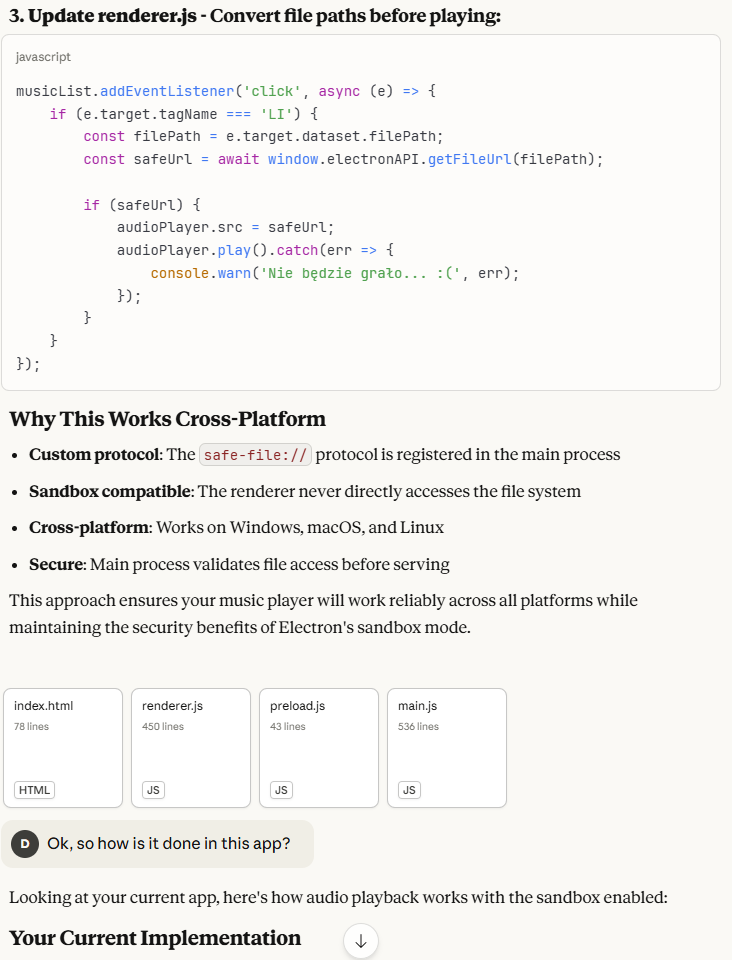 3. Update renderer.js - Convert file paths before playing:
javascript
musicList.addEventListener('click', async (e) => {
    if (e.target.tagName === 'LI') {
        const filePath = e.target.dataset.filePath;
        const safeUrl = await window.electronAPI.getFileUrl(filePath);
        if (safeUrl) {
            audioPlayer.src = safeUrl;
            audioPlayer.play().catch(err => {
                console.warn('Nie będzie grało... :(', err);
            });
        }
    }
});
Why This Works Cross-Platform
• Custom protocol: The safe-file:// protocol is registered in the main process
• Sandbox compatible: The renderer never directly accesses the file system
• Cross-platform: Works on Windows, macOS, and Linux
• Secure: Main process validates file access before serving
This approach ensures your music player will work reliably across all platforms while
maintaining the security benefits of Electron's sandbox mode.
index.html renderer.js preload.js main.js
78 lines 450 lines 43 lines 536 lines
HTML JS JS JS
D Ok, so how is it done in this app?
Looking at your current app, here's how audio playback works with the sandbox enabled:
Your Current Implementation